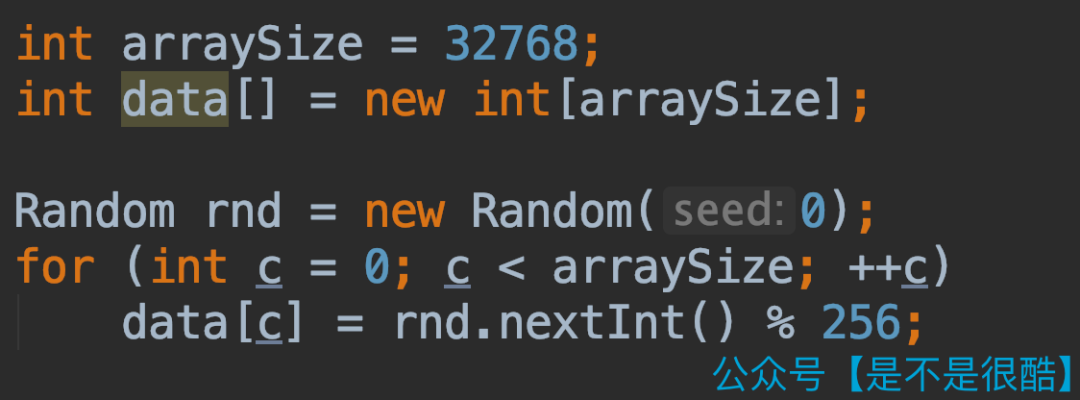 int arraySize = 32768;
int data[] = new int[arraySize];
Random rnd = new Random( seed: 0);
for (int c = 0; c < arraySize; ++c)
data[c] = rnd.nextInt() % 256;
公众号【是不是很酷】